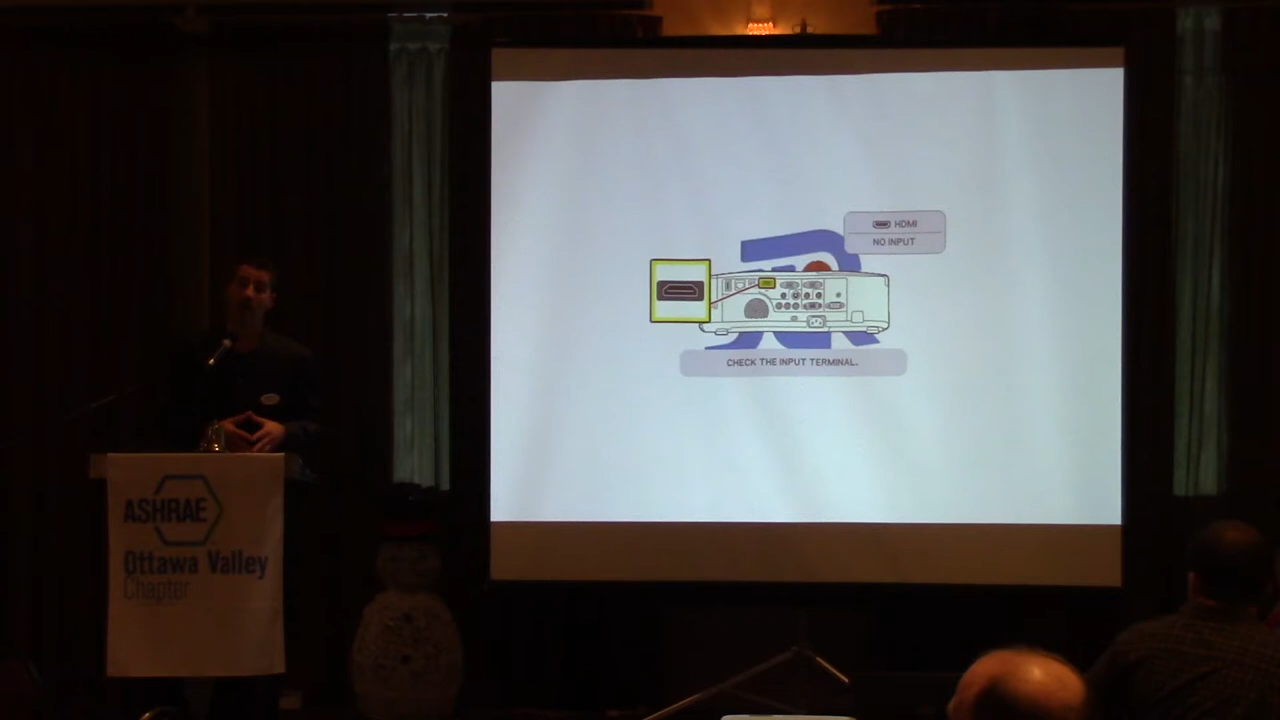 HDMI
NO INPUT
CHECK THE INPUT TERMINAL.
ASHRAE
Ottawa Valley
Chapter